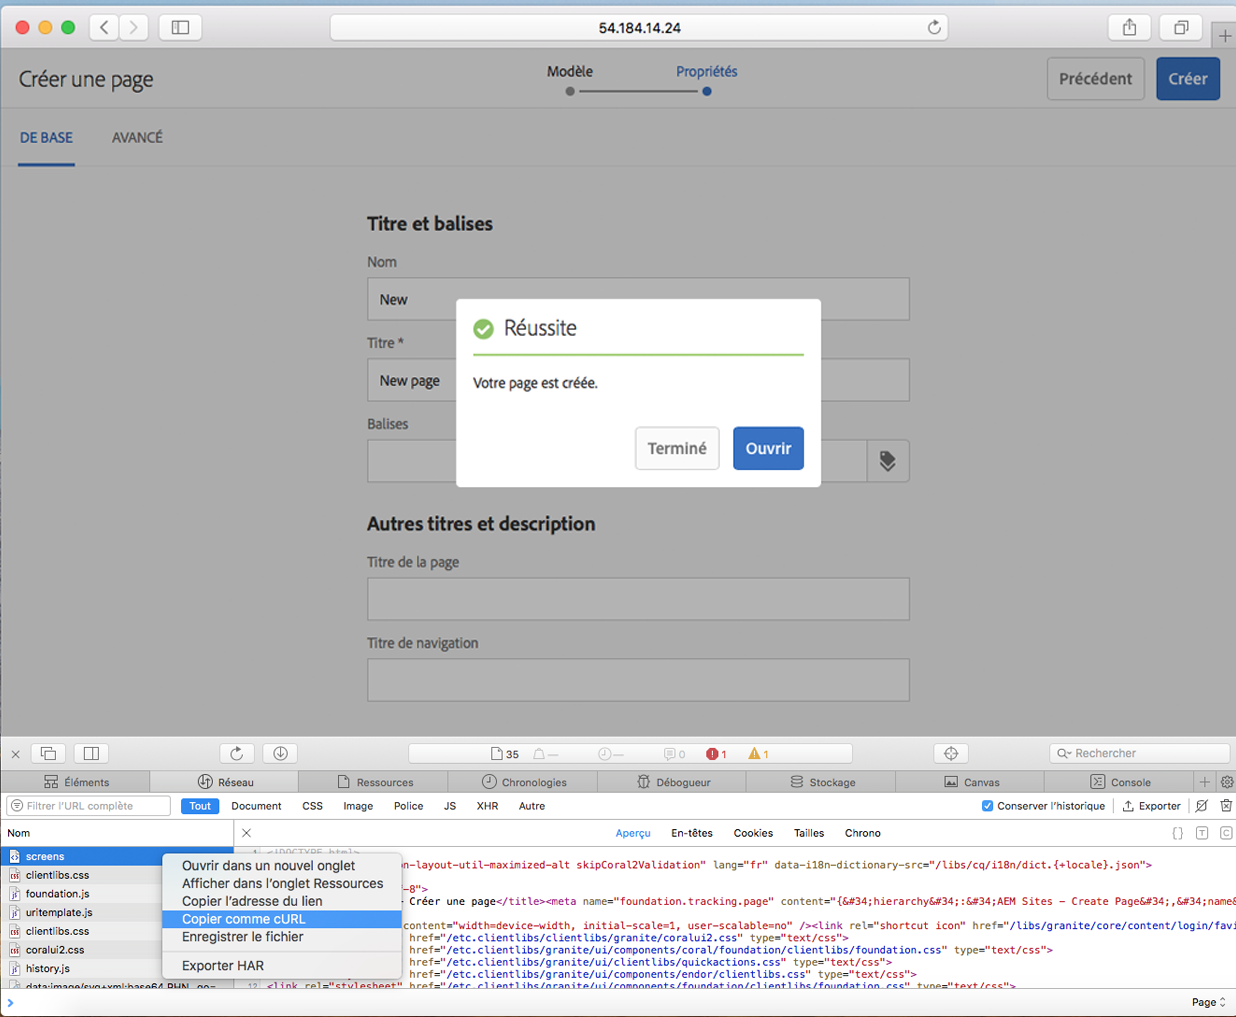 54.184.14.24
Créer une page
Modèle
Propriétés
Précédent
Créer
DE BASE
AVANCÉ
Titre et balises
Nom
New
Titre *
New page
Balises
Réussite
Votre page est créée.
Terminé
Ouvrir
Autres titres et description
Titre de la page
Titre de navigation
35
—
—
0
1
1
Rechercher
Éléments
Réseau
Ressources
Chronologies
Débogueur
Stockage
Canvas
Console
Filtrer l'URL complète
Tout
Document
CSS
Image
Police
JS
XHR
Autre
Conserver l'historique
Exporter
Nom
Aperçu
En-têtes
Cookies
Tailles
Chrono
screens
clientlibs.css
foundation.js
uritemplate.js
clientlibs.css
coralui2.css
history.js
Ouvrir dans un nouvel onglet
Afficher dans l'onglet Ressources
Copier l'adresse du lien
Copier comme cURL
Enregistrer le fichier
Exporter HAR
1 <!DOCTYPE html>
n-layout-util-maximized-alt skipCoral2Validation" lang="fr" data-i18n-dictionary-src="/libs/cq/i18n/dict.{+locale}.json">
f-8">
- Créer une page</title><meta name="foundation.tracking.page" content="{&#34;hierarchy&#34;:&#34;AEM Sites - Create Page&#34;,&#34;name&
content="width=device-width, initial-scale=1, user-scalable=no" /><link rel="shortcut icon" href="/libs/granite/core/content/login/favi
href="/etc.clientlibs/clientlibs/granite/coralui2.css" type="text/css">
href="/etc.clientlibs/granite/ui/components/coral/foundation/clientlibs/foundation.css" type="text/css">
href="/etc.clientlibs/granite/ui/clientlibs/quickactions.css" type="text/css">
href="/etc.clientlibs/granite/ui/components/endor/clientlibs.css" type="text/css">
12 <link rel="stylesheet" href="/etc.clientlibs/granite/ui/components/foundation/clientlibs/foundation.css" type="text/css">
Page